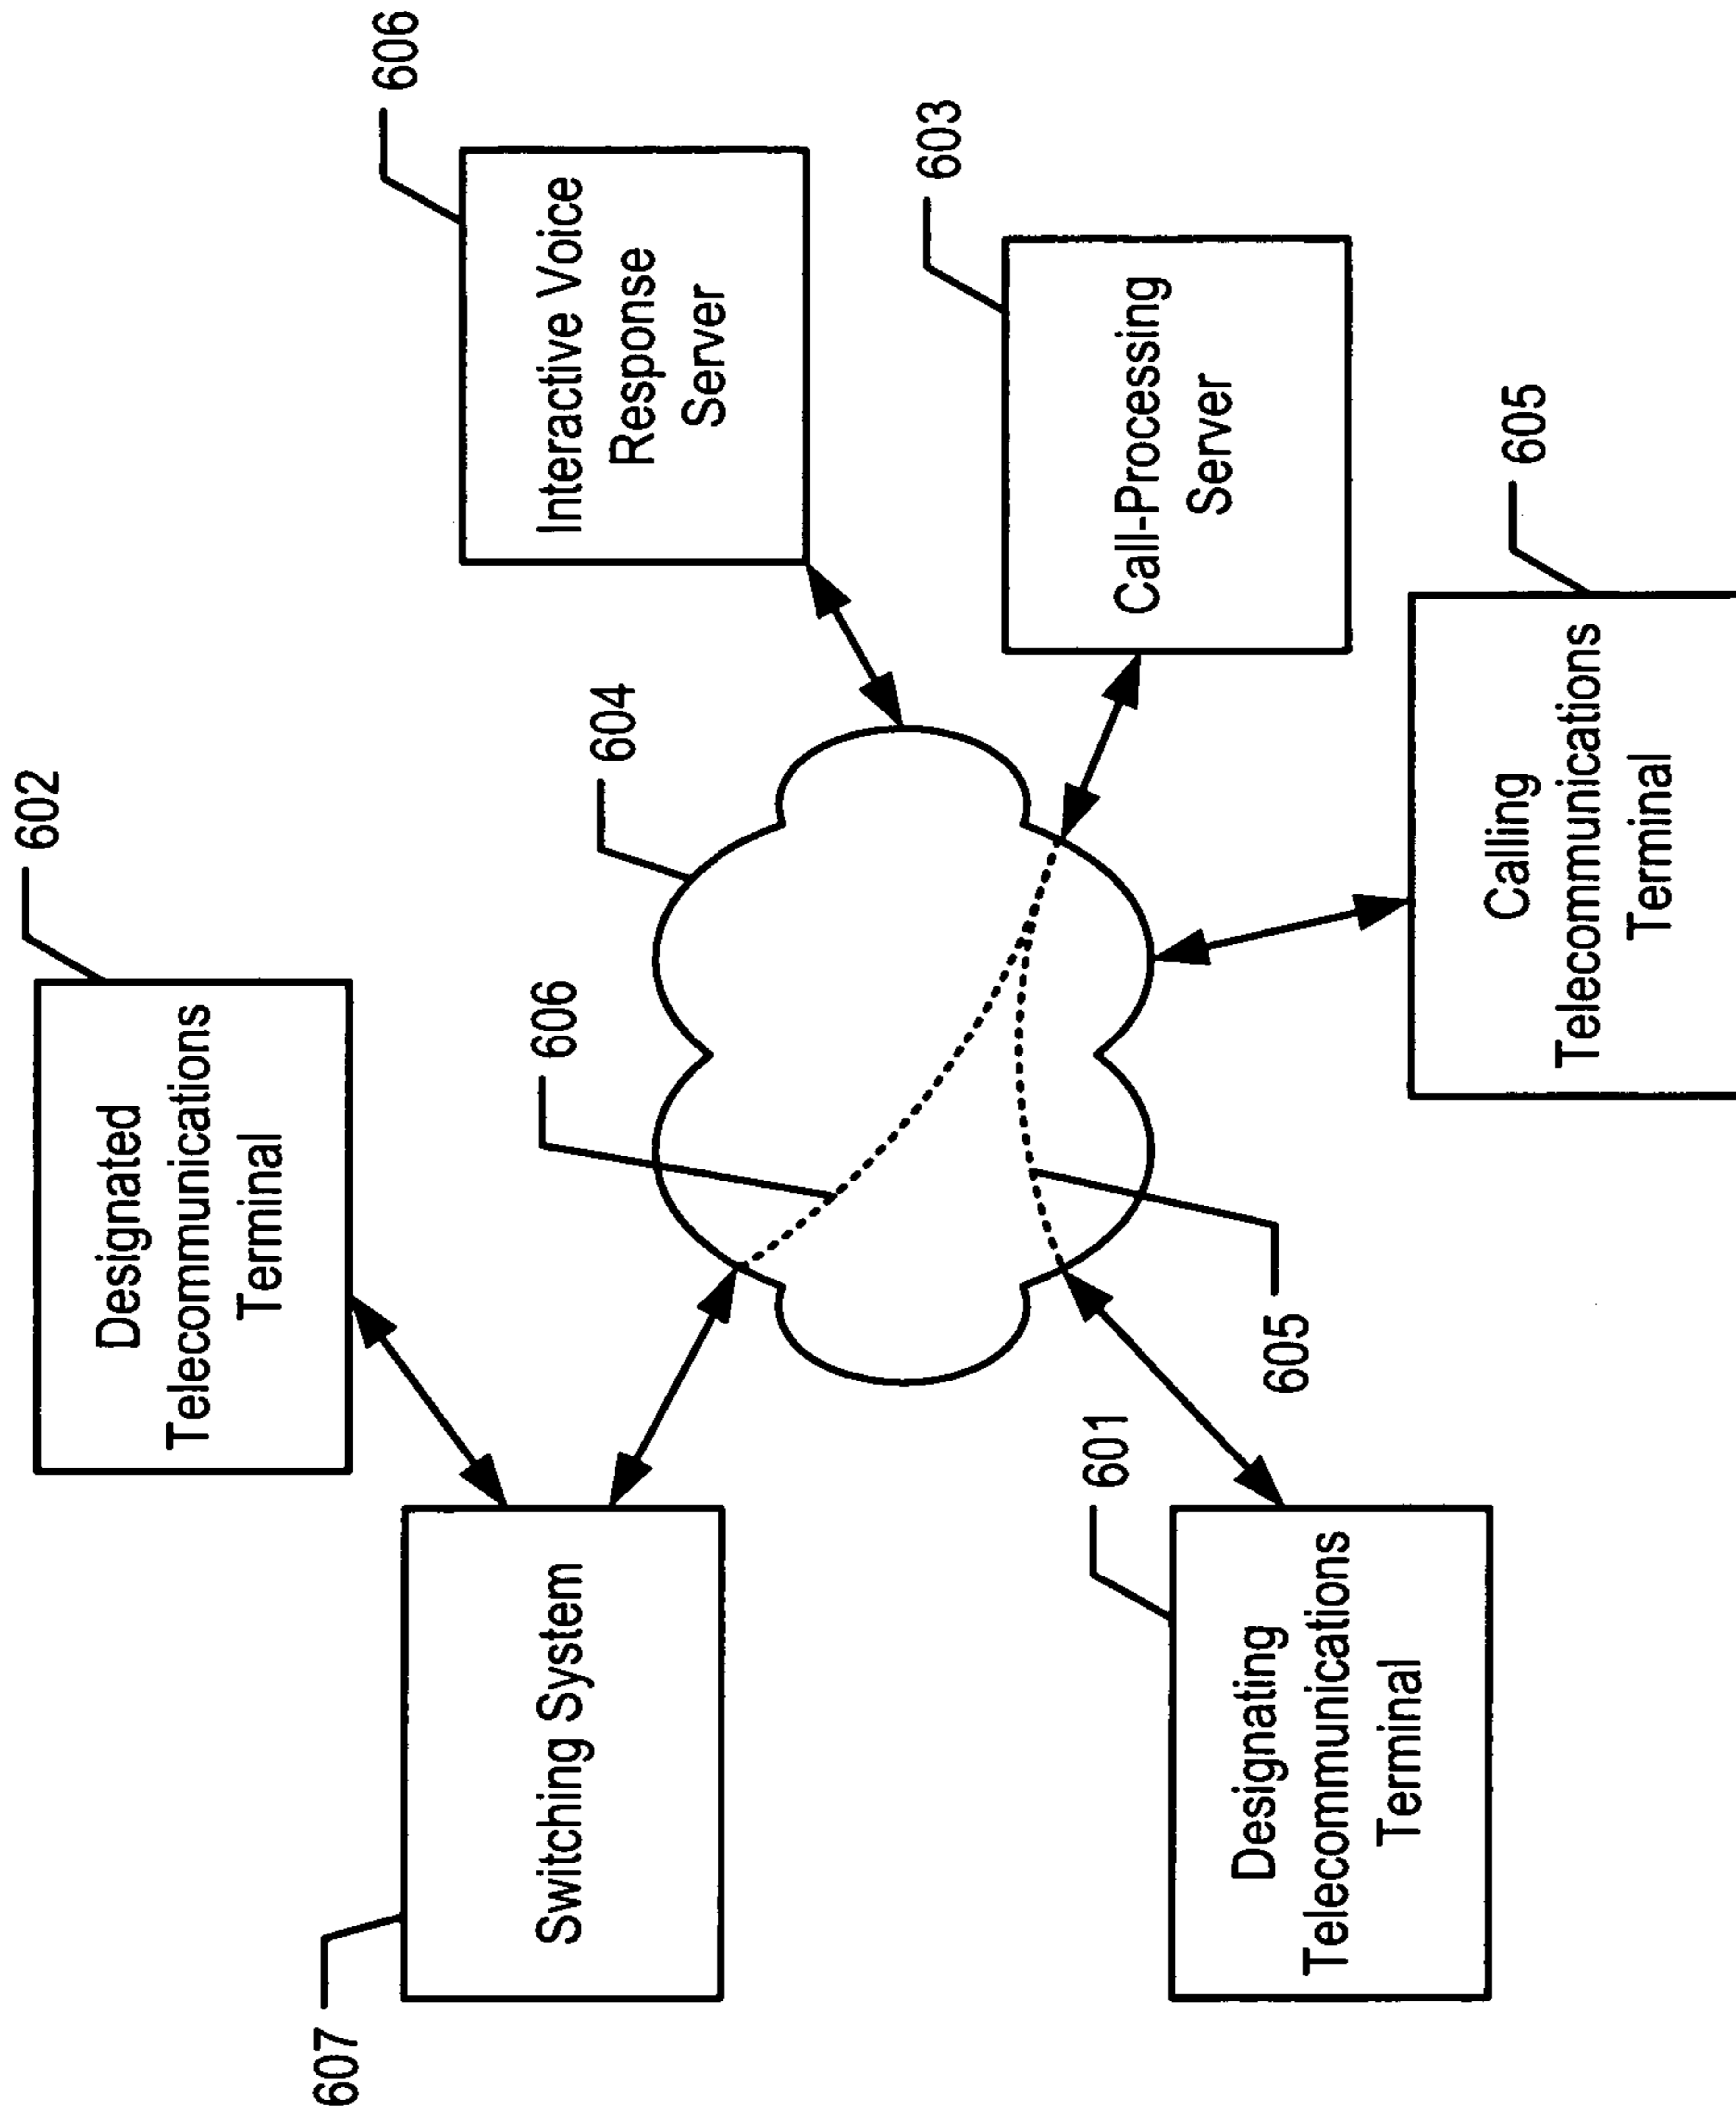 602
Designated
Telecommunications
Terminal
606
Interactive Voice
Response
Server
607
Switching System
604
606
603
Call-Processing
Server
601
Designating
Telecommunications
Terminal
605
605
Calling
Telecommunications
Terminal